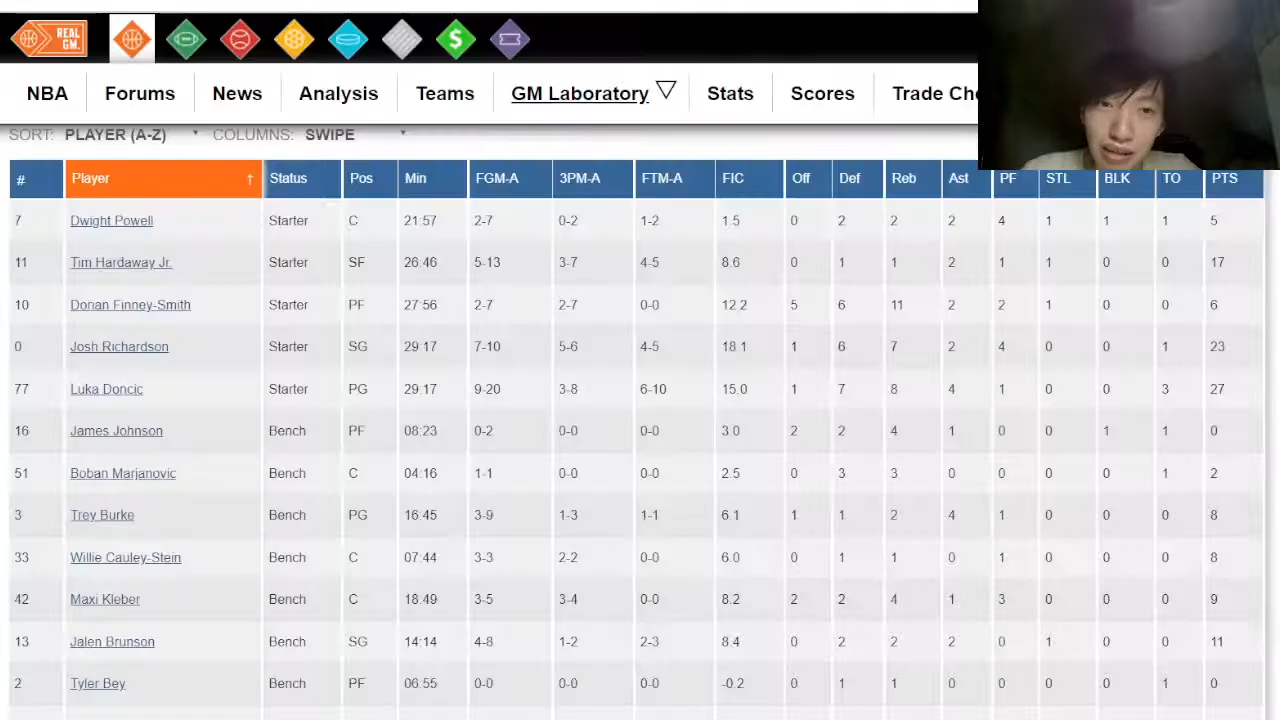 REAL
GM.
$
NBA Forums News Analysis Teams GM Laboratory Stats Scores Trade Che
SORT: PLAYER (A-Z) COLUMNS: SWIPE
# Player ↑ Status Pos Min FGM-A 3PM-A FTM-A FIC Off Def Reb Ast PF STL BLK TO PTS
7 Dwight Powell Starter C 21:57 2-7 0-2 1-2 1.5 0 2 2 2 4 1 1 1 5
11 Tim Hardaway Jr. Starter SF 26:46 5-13 3-7 4-5 8.6 0 1 1 2 1 1 0 0 17
10 Dorian Finney-Smith Starter PF 27:56 2-7 2-7 0-0 12.2 5 6 11 2 2 1 0 0 6
0 Josh Richardson Starter SG 29:17 7-10 5-6 4-5 18.1 1 6 7 2 4 0 0 1 23
77 Luka Doncic Starter PG 29:17 9-20 3-8 6-10 15.0 1 7 8 4 1 0 0 3 27
16 James Johnson Bench PF 08:23 0-2 0-0 0-0 3.0 2 2 4 1 0 0 1 1 0
51 Boban Marjanovic Bench C 04:16 1-1 0-0 0-0 2.5 0 3 3 0 0 0 0 1 2
3 Trey Burke Bench PG 16:45 3-9 1-3 1-1 6.1 1 1 2 4 1 0 0 0 8
33 Willie Cauley-Stein Bench C 07:44 3-3 2-2 0-0 6.0 0 1 1 0 1 0 0 0 8
42 Maxi Kleber Bench C 18:49 3-5 3-4 0-0 8.2 2 2 4 1 3 0 0 0 9
13 Jalen Brunson Bench SG 14:14 4-8 1-2 2-3 8.4 0 2 2 2 0 1 0 0 11
2 Tyler Bey Bench PF 06:55 0-0 0-0 0-0 -0.2 0 1 1 0 0 0 0 1 0